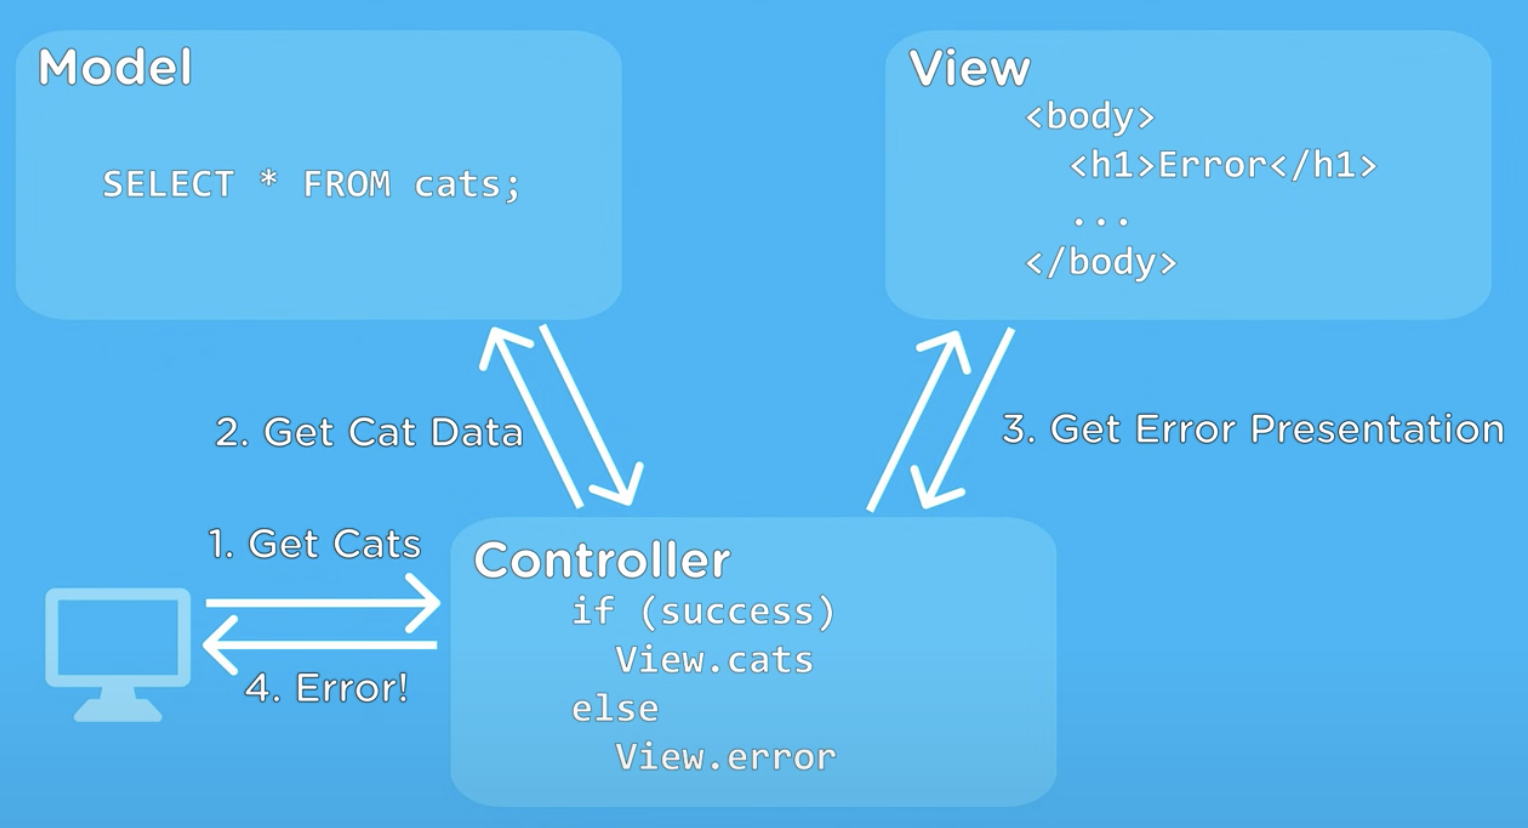 Model
SELECT * FROM cats;
View
<body>
<h1>Error</h1>
...
</body>
2. Get Cat Data
3. Get Error Presentation
1. Get Cats
4. Error!
Controller
if (success)
View.cats
else
View.error